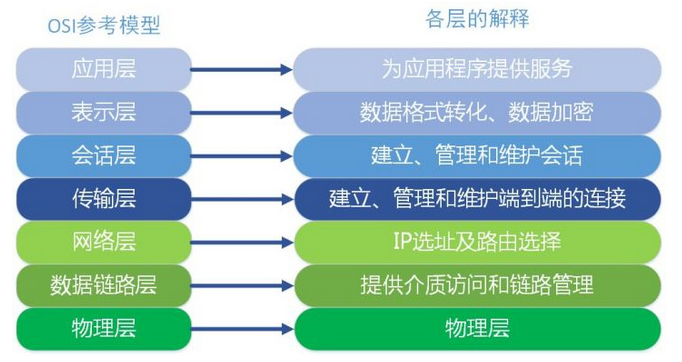 OSI参考模型
各层的解释
应用层
为应用程序提供服务
表示层
数据格式转化、数据加密
会话层
建立、管理和维护会话
传输层
建立、管理和维护端到端的连接
网络层
IP选址及路由选择
数据链路层
提供介质访问和链路管理
物理层
物理层